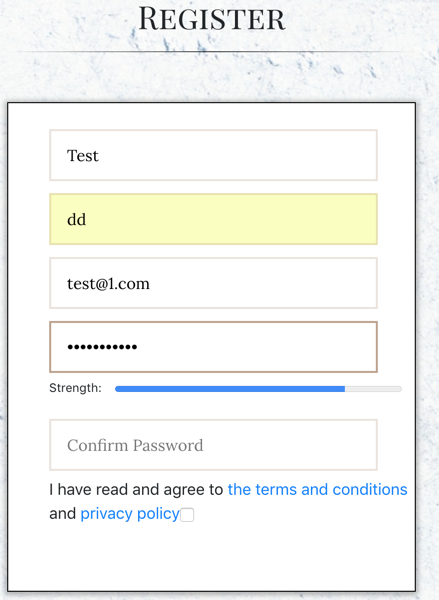 Register
Test
dd
test@1.com
•••••••••••
Strength:
Confirm Password
I have read and agree to the terms and conditions
and privacy policy